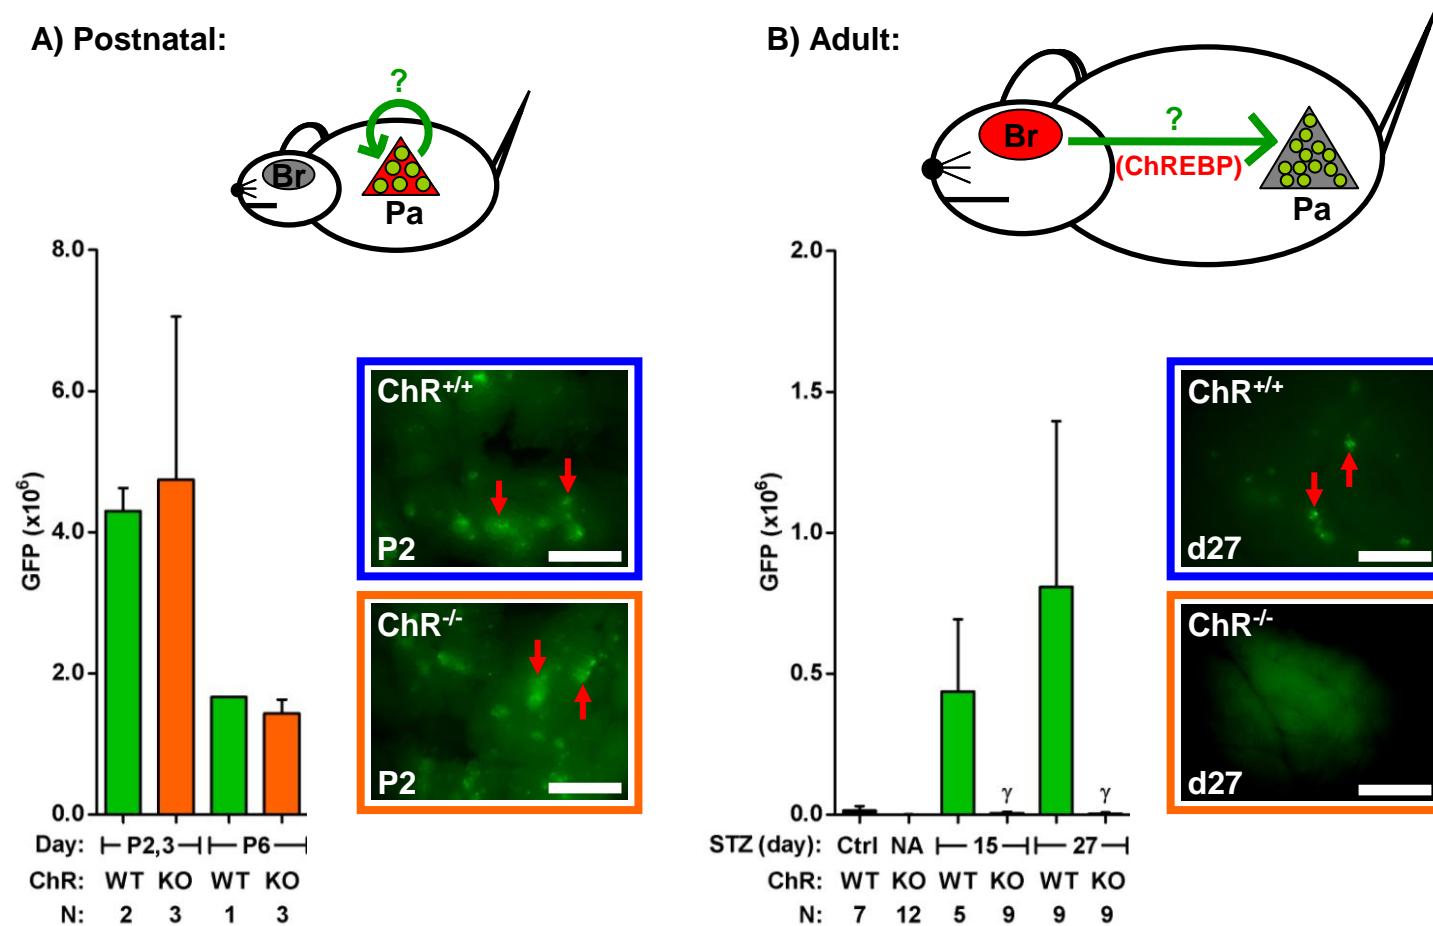 A) Postnatal:
?
Br
Pa
8.0
6.0
4.0
2.0
0.0
GFP (x10⁶)
ChR+/+
P2
ChR-/-
P2
Day: P2,3 P6
ChR: WT KO WT KO
N: 2 3 1 3
B) Adult:
Br
?
(ChREBP)
Pa
2.0
1.5
1.0
0.5
0.0
GFP (x10⁶)
γ
γ
ChR+/+
d27
ChR-/-
d27
STZ (day): Ctrl NA 15 27
ChR: WT KO WT KO WT KO
N: 7 12 5 9 9 9